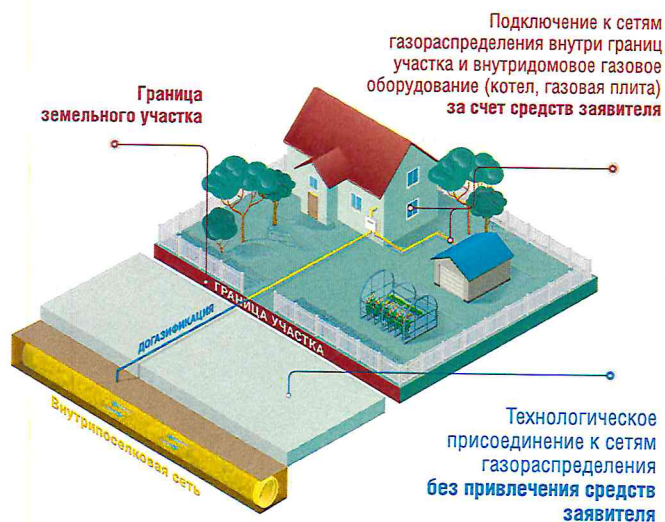 Подключение к сетям
газораспределения внутри границ
участка и внутридомовое газовое
оборудование (котел, газовая плита)
за счет средств заявителя
Граница
земельного участка
ГРАНИЦА УЧАСТКА
ДОГАЗИФИКАЦИЯ
Внутрипоселковая сеть
Технологическое
присоединение к сетям
газораспределения
без привлечения средств
заявителя